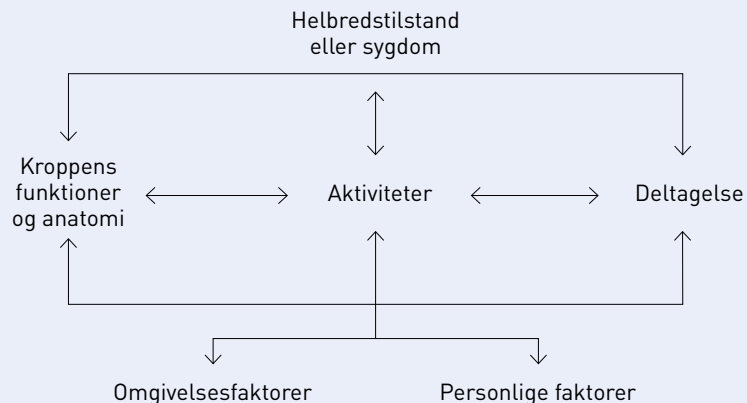 Helbredstilstand
eller sygdom
Kroppens
funktioner
og anatomi
Aktiviteter
Deltagelse
Omgivelsesfaktorer
Personlige faktorer